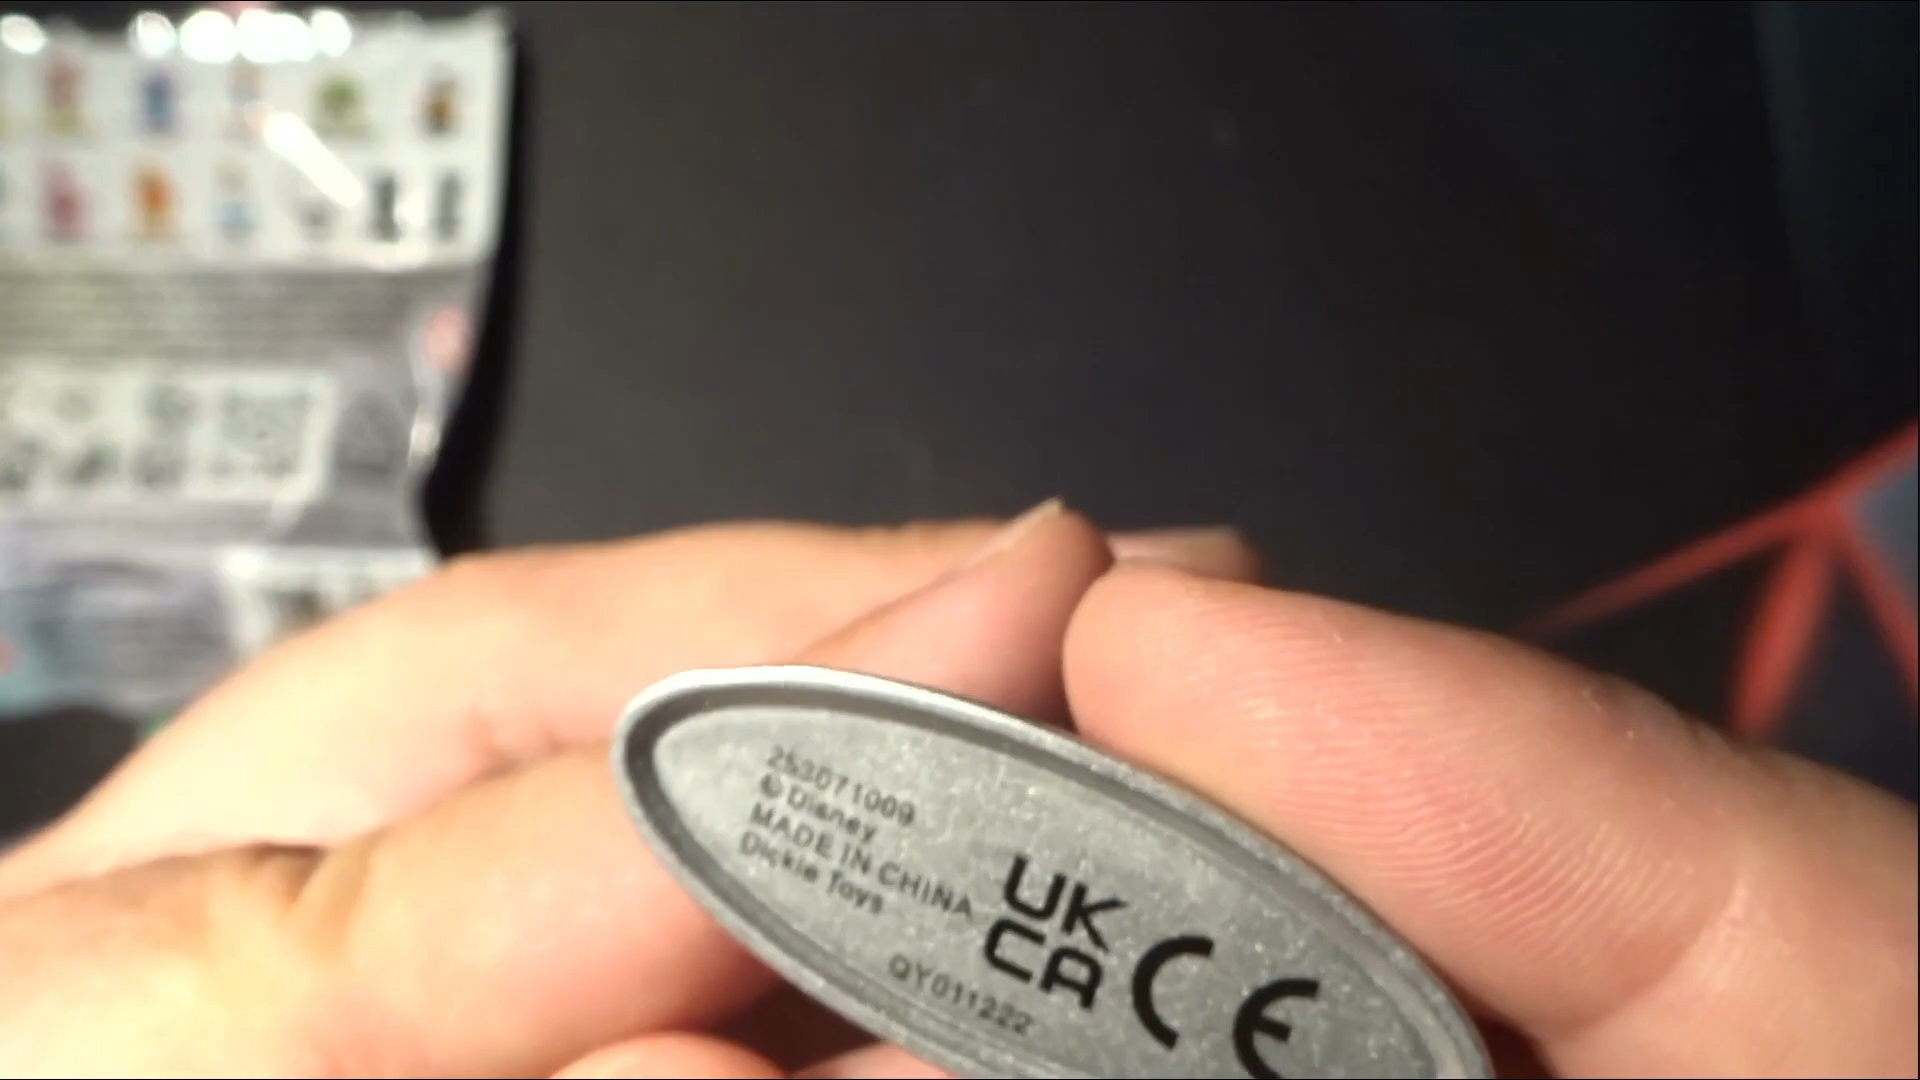 253071009
© Disney
MADE IN CHINA
Dickie Toys
QY011222
UK
CA
CE